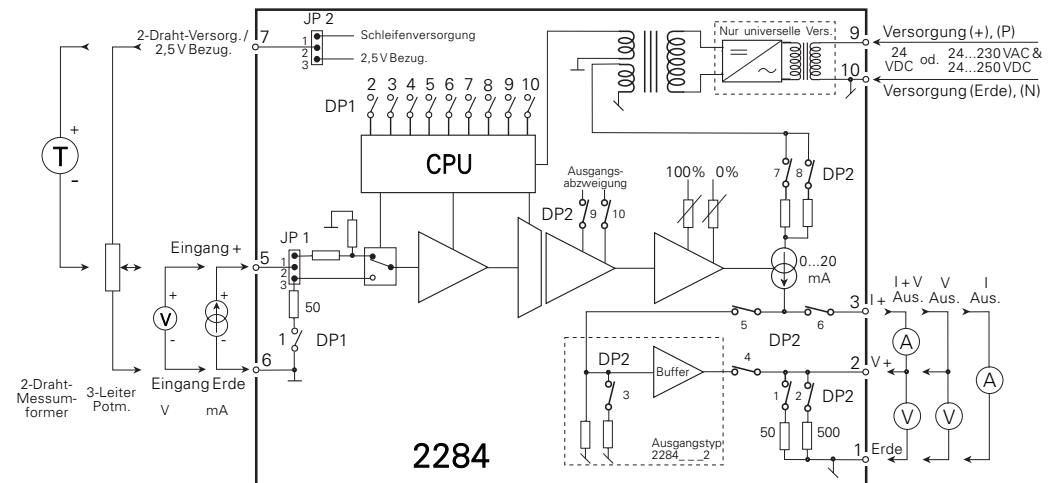 JP 2
2-Draht-Versorg./
2,5 V Bezug.
7
1
2
3
Schleifenversorgung
2,5 V Bezug.
Nur universelle Vers.
9
10
Versorgung (+), (P)
24 VDC od. 24...230 VAC & 24...250 VDC
Versorgung (Erde), (N)
DP1
2 3 4 5 6 7 8 9 10
CPU
T
+
-
Ausgangs-
abzweigung
DP2
9
10
100% 0%
7
8
DP2
Eingang +
5
JP 1
1
2
3
50
1
DP1
6
+
V
-
+
-
Eingang Erde
V
mA
2-Draht-
Messum-
former
3-Leiter
Potm.
0...20
mA
5
6
DP2
3
I+
I + V
Aus.
V
Aus.
I
Aus.
A
A
V
V
DP2
3
Buffer
4
2
V+
1
2
DP2
50
500
1
Erde
Ausgangstyp
2284_ _ _2
2284